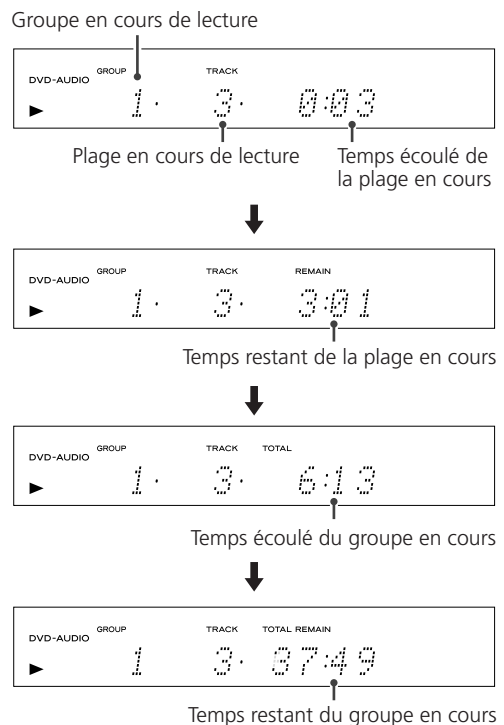 Groupe en cours de lecture
GROUP TRACK
DVD-AUDIO
1 3 0:03
Plage en cours de lecture
Temps écoulé de
la plage en cours
GROUP TRACK REMAIN
DVD-AUDIO
1 3 3:01
Temps restant de la plage en cours
GROUP TRACK TOTAL
DVD-AUDIO
1 3 6:13
Temps écoulé du groupe en cours
GROUP TRACK TOTAL REMAIN
DVD-AUDIO
1 3 37:49
Temps restant du groupe en cours